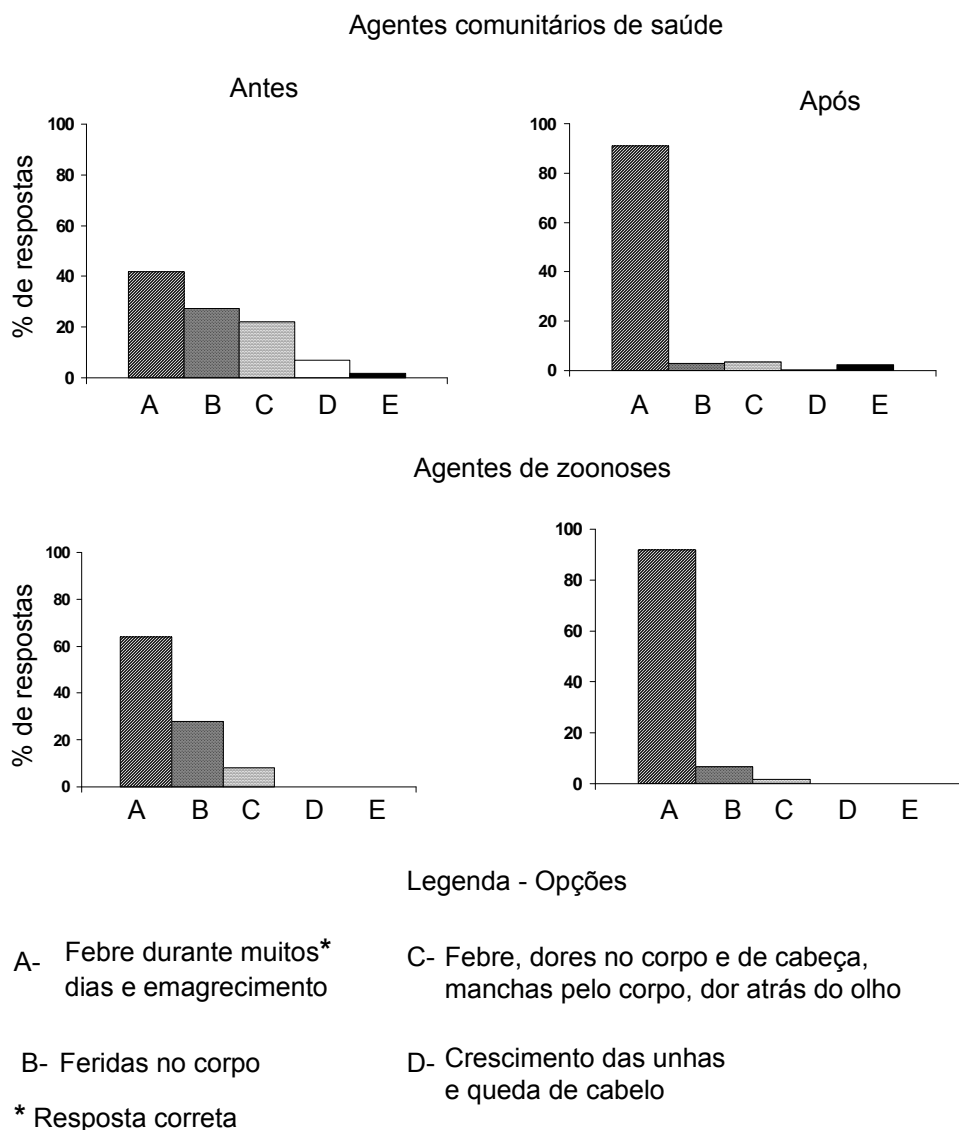 Agentes comunitários de saúde
Antes
Após
% de respostas
100
80
60
40
20
0
A B C D E
100
80
60
40
20
0
A B C D E
Agentes de zoonoses
% de respostas
100
80
60
40
20
0
A B C D E
100
80
60
40
20
0
A B C D E
Legenda - Opções
A- Febre durante muitos*
dias e emagrecimento
C- Febre, dores no corpo e de cabeça,
manchas pelo corpo, dor atrás do olho
B- Feridas no corpo
D- Crescimento das unhas
e queda de cabelo
* Resposta correta